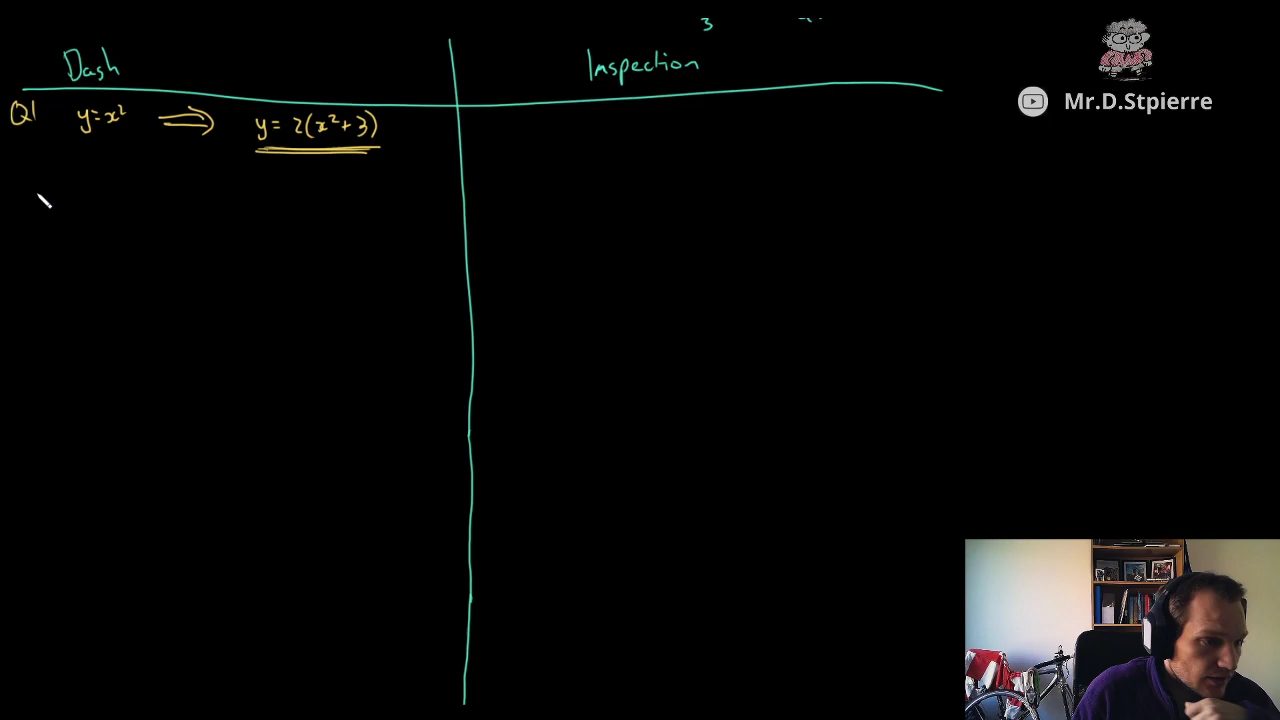 Dash
Inspection
Q1 y=x² ⟹ y= 2(x²+3)
Mr.D.Stpierre